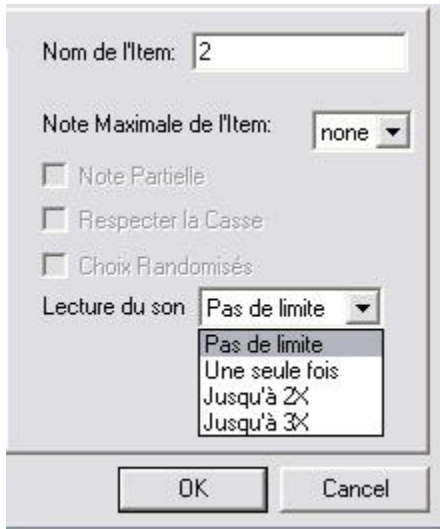 Nom de l'Item: 2
Note Maximale de l'Item: none
Note Partielle
Respecter la Casse
Choix Randomisés
Lecture du son Pas de limite
Pas de limite
Une seule fois
Jusqu'à 2X
Jusqu'à 3X
OK Cancel